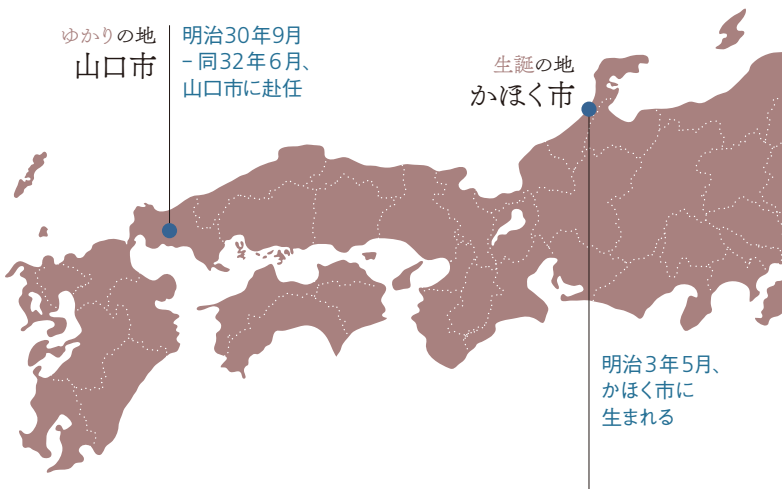 ゆかりの地
山口市
明治30年9月
– 同32年6月、
山口市に赴任
生誕の地
かほく市
明治3年5月、
かほく市に
生まれる